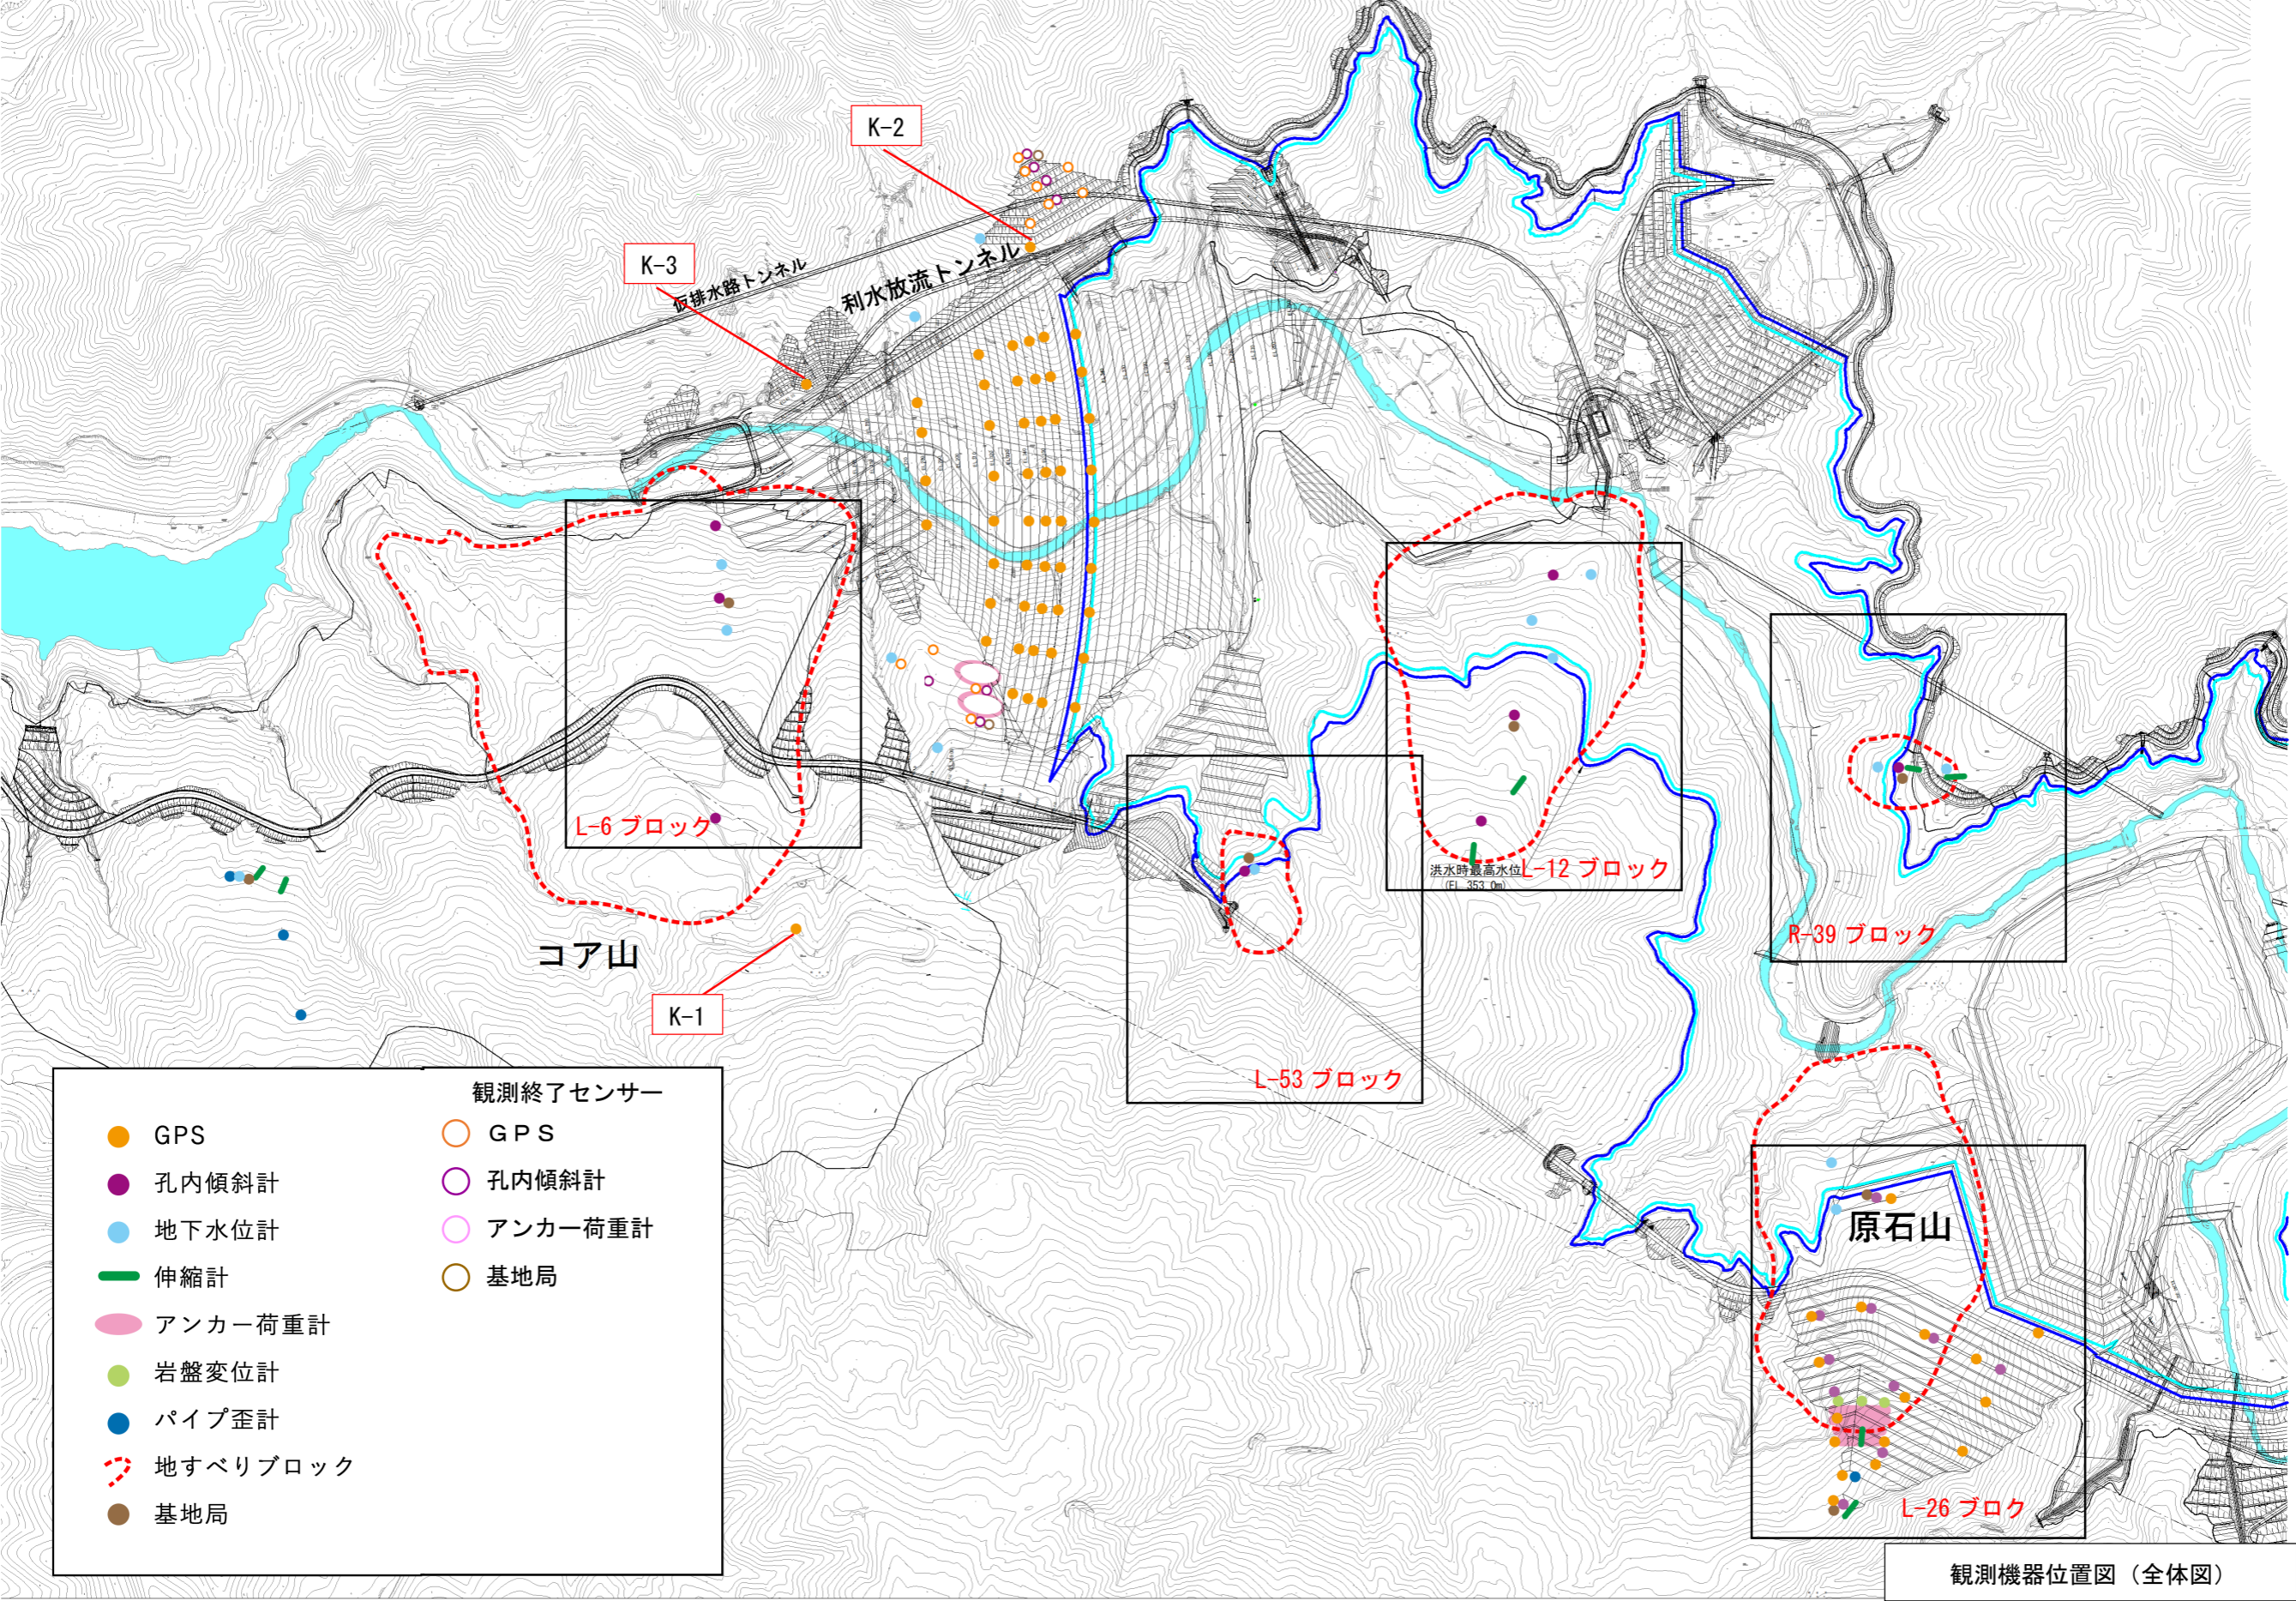 K-2
K-3
仮排水路トンネル
利水放流トンネル
L-6 ブロック
洪水時最高水位
(EL 353.0m)
L-12 ブロック
R-39 ブロック
コア山
K-1
L-53 ブロック
原石山
L-26 ブロク
観測終了センサー
GPS
孔内傾斜計
地下水位計
伸縮計
アンカー荷重計
岩盤変位計
パイプ歪計
地すべりブロック
基地局
ＧＰＳ
孔内傾斜計
アンカー荷重計
基地局
観測機器位置図（全体図）